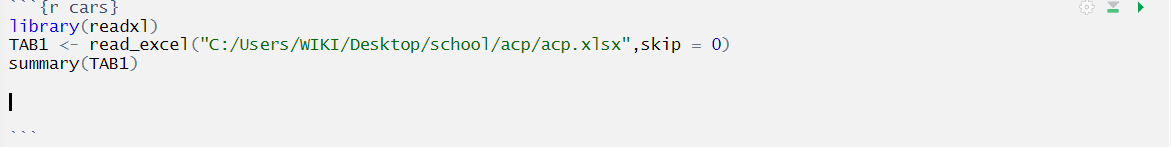 ```{r cars}
library(readxl)
TAB1 <- read_excel("C:/Users/WIKI/Desktop/school/acp/acp.xlsx",skip = 0)
summary(TAB1)
```